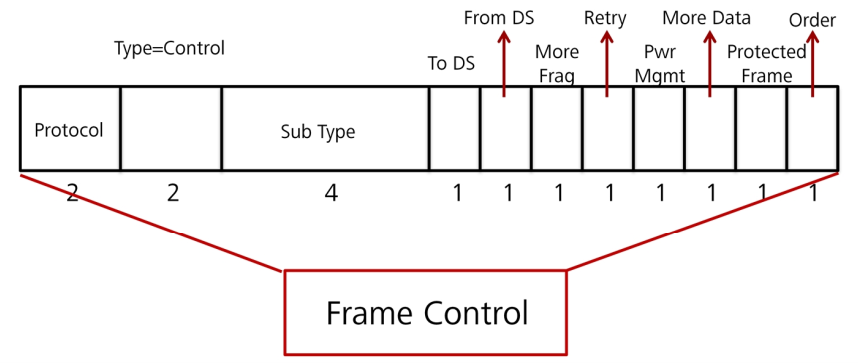 From DS
Retry
More Data
Order
Type=Control
To DS
More
Frag
Pwr
Mgmt
Protected
Frame
Protocol
Sub Type
2 2 4 1 1 1 1 1 1 1 1
Frame Control